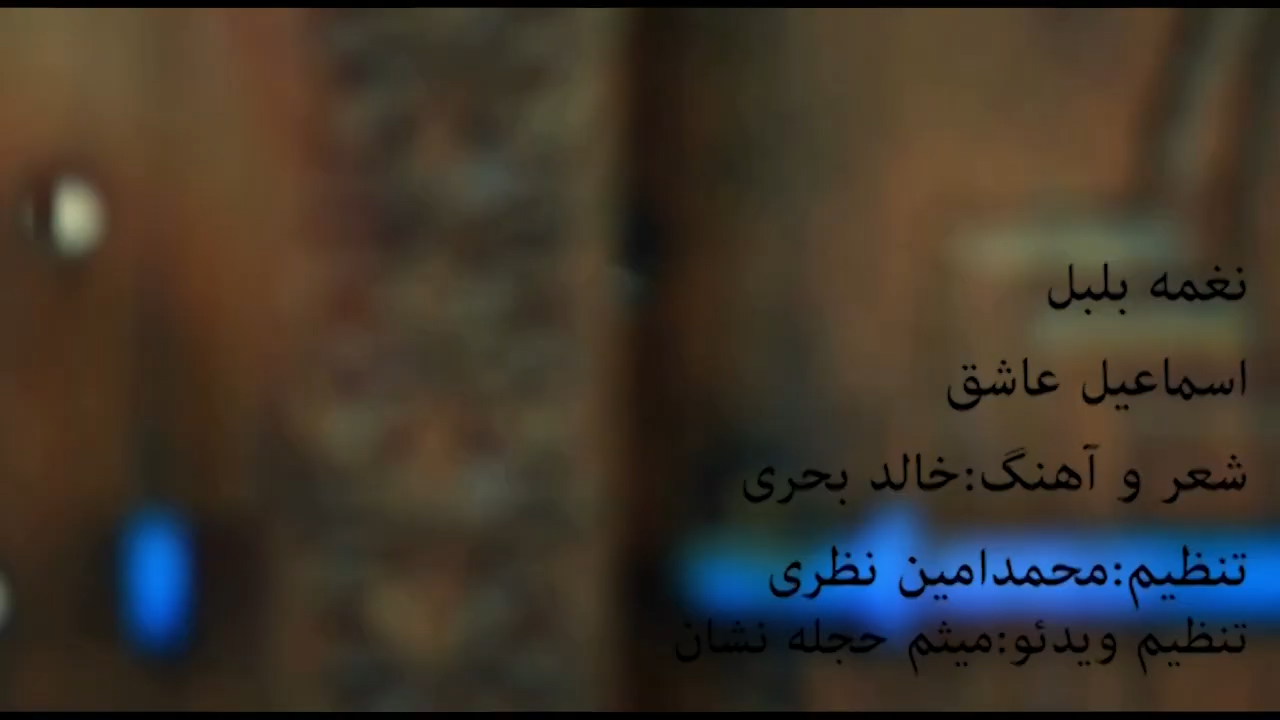 نغمه بلبل
اسماعیل عاشق
شعر و آهنگ:خالد بحری
تنظیم:محمدامین نظری
تنظیم ویدئو:میثم حجله نشان